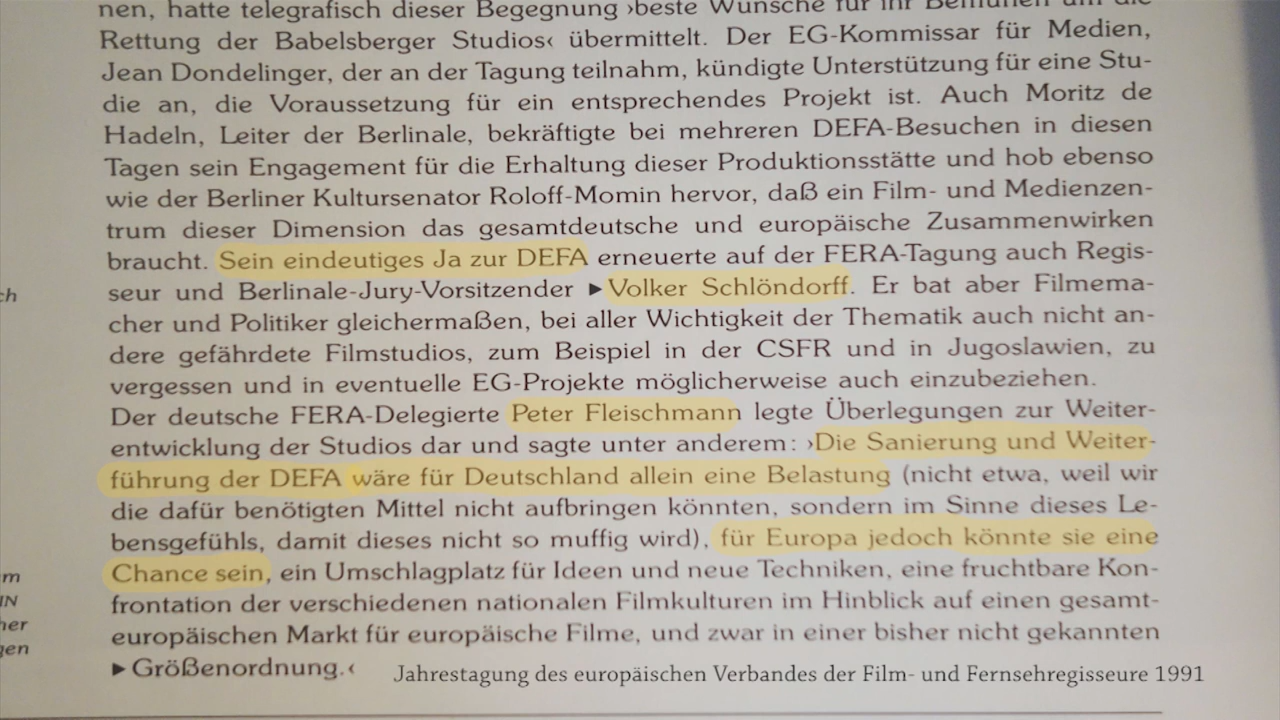 nen, hatte telegrafisch dieser Begegnung ›beste Wünsche für ihr Bemühen um die
Rettung der Babelsberger Studios‹ übermittelt. Der EG-Kommissar für Medien,
Jean Dondelinger, der an der Tagung teilnahm, kündigte Unterstützung für eine Stu-
die an, die Voraussetzung für ein entsprechendes Projekt ist. Auch Moritz de
Hadeln, Leiter der Berlinale, bekräftigte bei mehreren DEFA-Besuchen in diesen
Tagen sein Engagement für die Erhaltung dieser Produktionsstätte und hob ebenso
wie der Berliner Kultursenator Roloff-Momin hervor, daß ein Film- und Medienzen-
trum dieser Dimension das gesamtdeutsche und europäische Zusammenwirken
braucht. Sein eindeutiges Ja zur DEFA erneuerte auf der FERA-Tagung auch Regis-
seur und Berlinale-Jury-Vorsitzender ▸Volker Schlöndorff. Er bat aber Filmema-
cher und Politiker gleichermaßen, bei aller Wichtigkeit der Thematik auch nicht an-
dere gefährdete Filmstudios, zum Beispiel in der CSFR und in Jugoslawien, zu
vergessen und in eventuelle EG-Projekte möglicherweise auch einzubeziehen.
Der deutsche FERA-Delegierte Peter Fleischmann legte Überlegungen zur Weiter-
entwicklung der Studios dar und sagte unter anderem: ›Die Sanierung und Weiter-
führung der DEFA wäre für Deutschland allein eine Belastung (nicht etwa, weil wir
die dafür benötigten Mittel nicht aufbringen könnten, sondern im Sinne dieses Le-
bensgefühls, damit dieses nicht so muffig wird), für Europa jedoch könnte sie eine
Chance sein, ein Umschlagplatz für Ideen und neue Techniken, eine fruchtbare Kon-
frontation der verschiedenen nationalen Filmkulturen im Hinblick auf einen gesamt-
europäischen Markt für europäische Filme, und zwar in einer bisher nicht gekannten
▸Größenordnung.‹
Jahrestagung des europäischen Verbandes der Film- und Fernsehregisseure 1991
ch
m
IN
her
gen